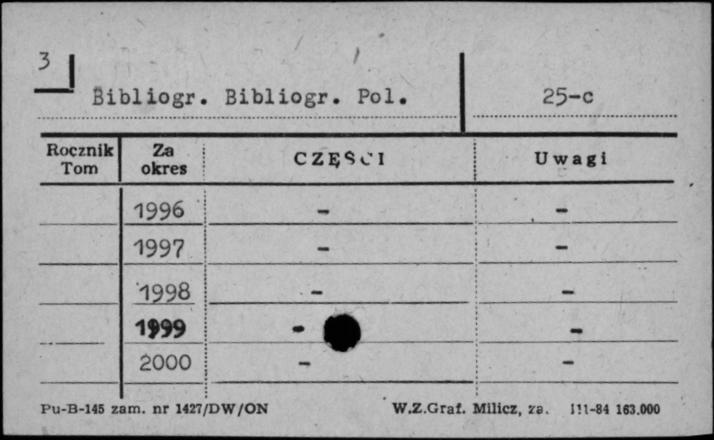 3
Bibliogr. Bibliogr. Pol. 25-c
Rocznik Tom Za okres CZĘŚCI Uwagi
1996 - -
1997 - -
1998 - -
1999 - -
2000 - -
Pu-B-145 zam. nr 1427/DW/ON W.Z.Graf. Milicz, za. 111-84 163.000